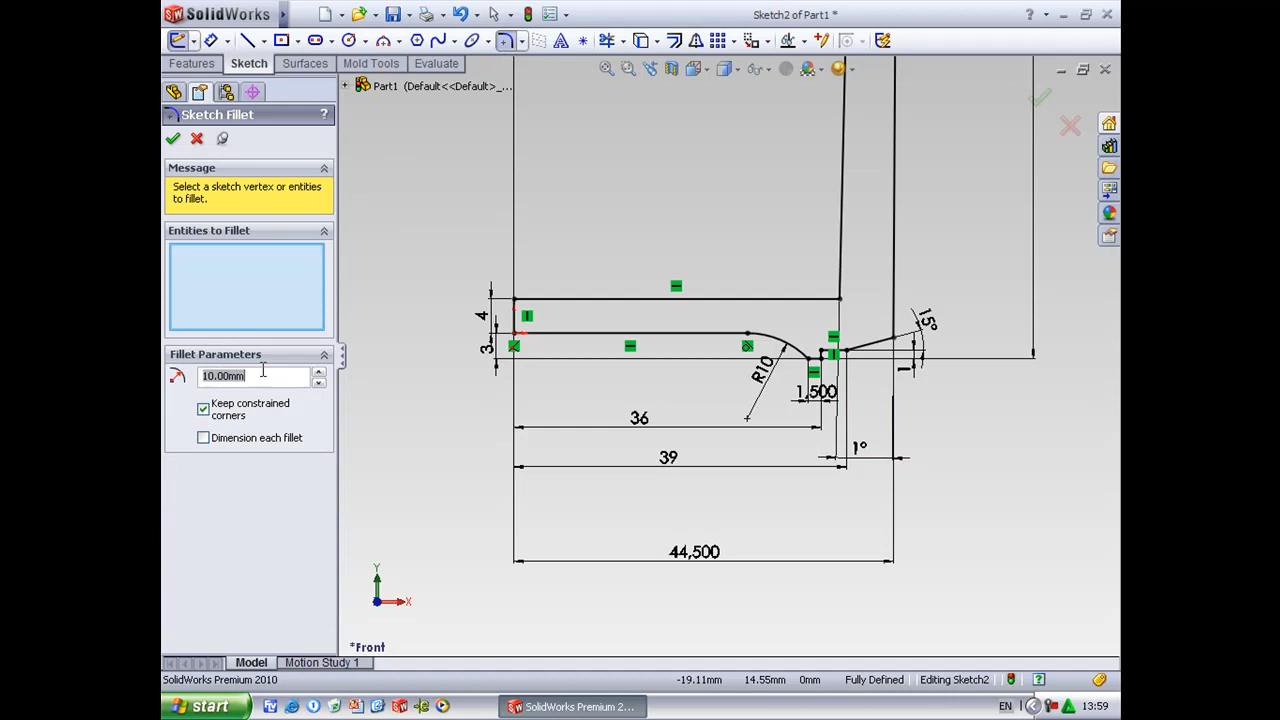 SolidWorks
Sketch2 of Part1 *
Features
Sketch
Surfaces
Mold Tools
Evaluate
Part1 (Default<<Default>_...
Sketch Fillet
?
Message
Select a sketch vertex or entities
to fillet.
Entities to Fillet
Fillet Parameters
10.00mm
Keep constrained
corners
Dimension each fillet
4
3
R10
15°
1
1,500
36
1°
39
44,500
Y
X
*Front
Model
Motion Study 1
SolidWorks Premium 2010
-19.11mm
14.55mm
0mm
Fully Defined
Editing Sketch2
start
SolidWorks Premium 2...
EN
13:59